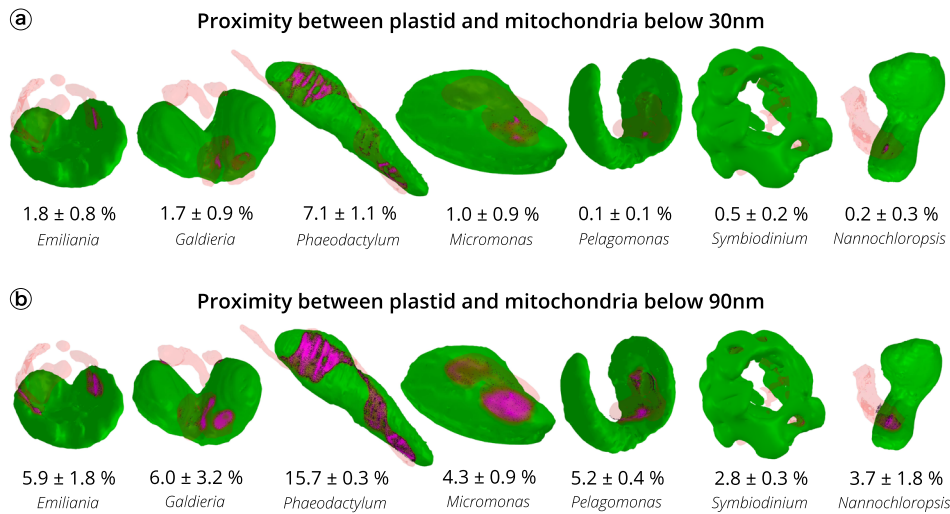 a
Proximity between plastid and mitochondria below 30nm
1.8 ± 0.8 % 1.7 ± 0.9 % 7.1 ± 1.1 % 1.0 ± 0.9 % 0.1 ± 0.1 % 0.5 ± 0.2 % 0.2 ± 0.3 %
Emiliania Galdieria Phaeodactylum Micromonas Pelagomonas Symbiodinium Nannochloropsis
b
Proximity between plastid and mitochondria below 90nm
5.9 ± 1.8 % 6.0 ± 3.2 % 15.7 ± 0.3 % 4.3 ± 0.9 % 5.2 ± 0.4 % 2.8 ± 0.3 % 3.7 ± 1.8 %
Emiliania Galdieria Phaeodactylum Micromonas Pelagomonas Symbiodinium Nannochloropsis